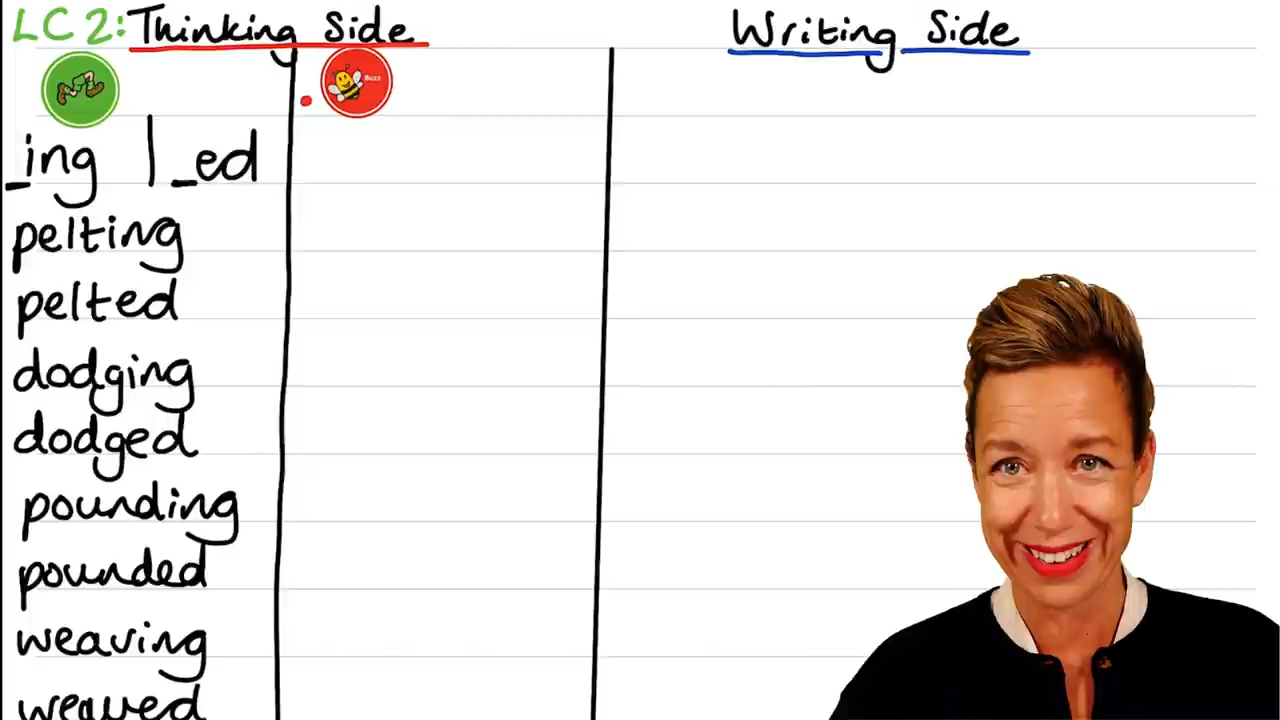 LC 2: Thinking Side
Writing Side
Buzz
_ing | _ed
pelting
pelted
dodging
dodged
pounding
pounded
weaving
weaved